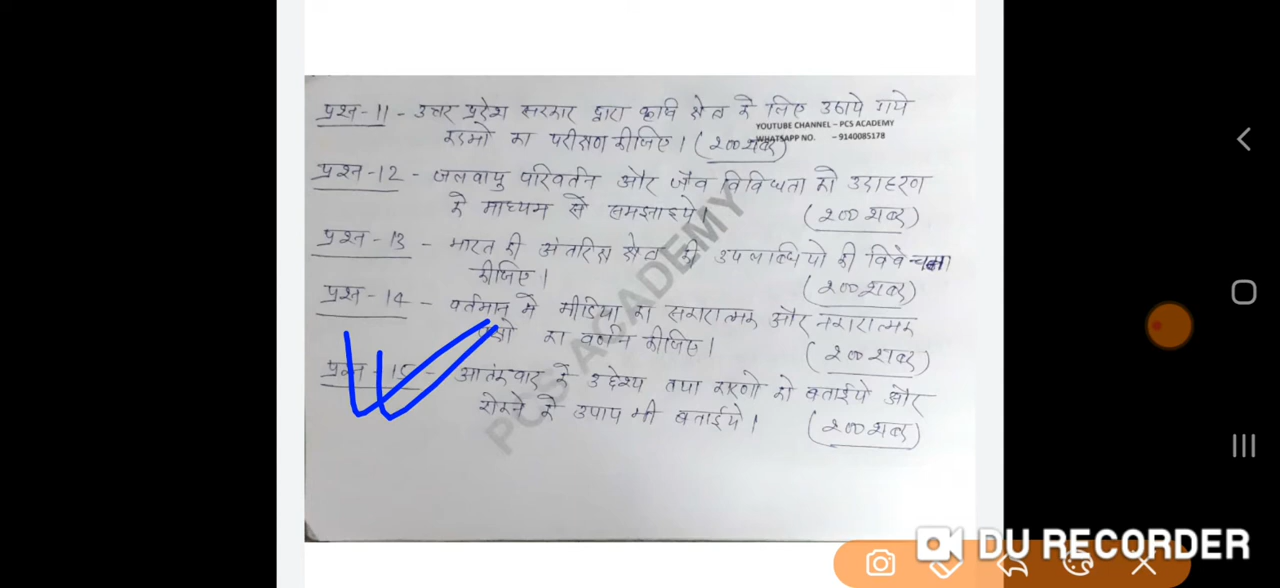 प्रश्न-11 - उत्तर प्रदेश सरकार द्वारा कृषि क्षेत्र के लिए उठाये गये
YOUTUBE CHANNEL – PCS ACADEMY
कदमों का परीक्षण कीजिए। (200 शब्द)
WHATSAPP NO. – 9140085178
प्रश्न-12 - जलवायु परिवर्तन और जैव विविधता को उदाहरण
के माध्यम से समझाइये। (200 शब्द)
प्रश्न-13 - भारत की अंतरिक्ष क्षेत्र की उपलब्धियो की विवेचना
कीजिए। (200 शब्द)
प्रश्न-14 - वर्तमान में मीडिया का सकारात्मक और नकारात्मक
पक्षो का वर्णन कीजिए। (200 शब्द)
प्रश्न-15 - आतंकवाद के उद्देश्य तथा कारणो को बताईये और
रोकने के उपाय भी बताईये। (200 शब्द)
PCS ACADEMY
DU RECORDER